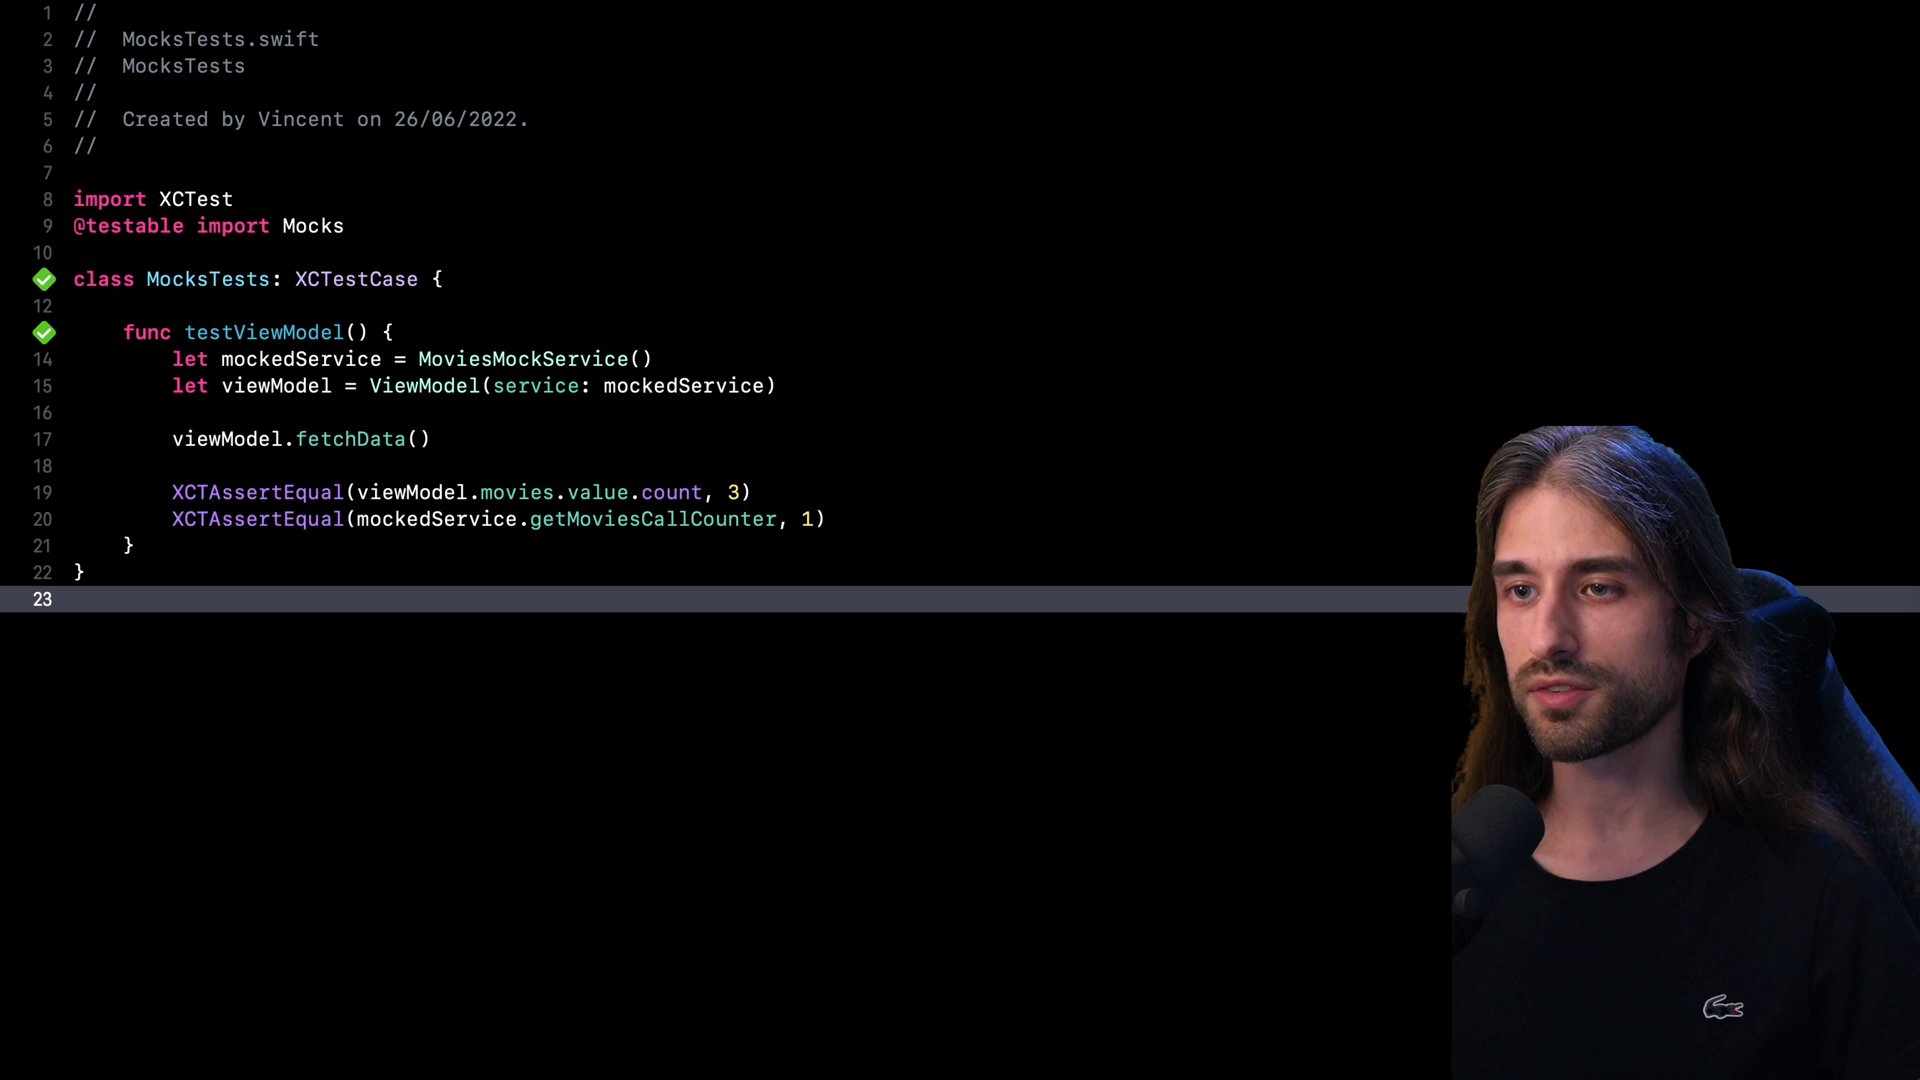 1 //
2 //  MocksTests.swift
3 //  MocksTests
4 //
5 //  Created by Vincent on 26/06/2022.
6 //
7
8 import XCTest
9 @testable import Mocks
10
class MocksTests: XCTestCase {
12
func testViewModel() {
14 let mockedService = MoviesMockService()
15 let viewModel = ViewModel(service: mockedService)
16
17 viewModel.fetchData()
18
19 XCTAssertEqual(viewModel.movies.value.count, 3)
20 XCTAssertEqual(mockedService.getMoviesCallCounter, 1)
21 }
22 }
23